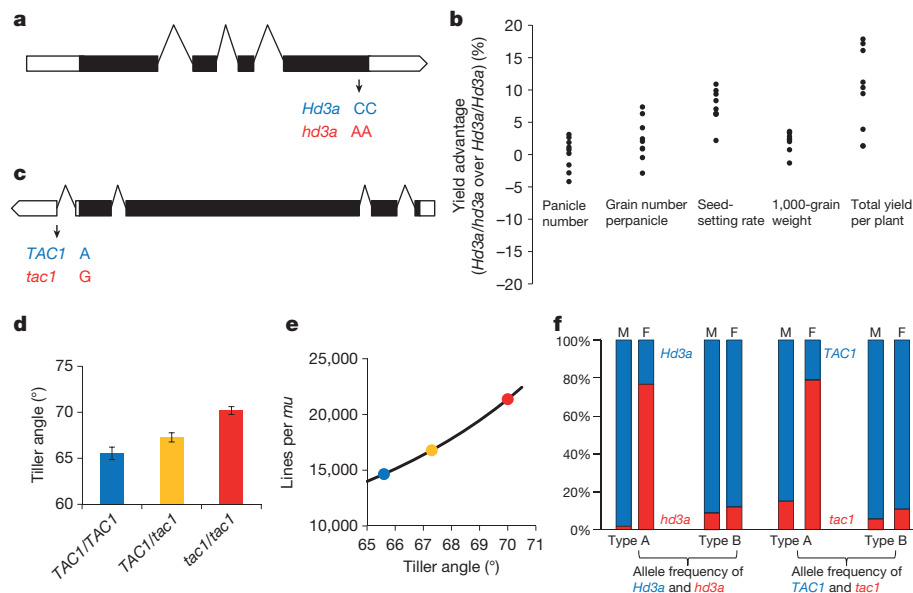 a
Hd3a CC
hd3a AA
b
Yield advantage
(Hd3a/hd3a over Hd3a/Hd3a) (%)
20
15
10
5
0
−5
−10
−15
−20
Panicle
number
Grain number
perpanicle
Seed-
setting rate
1,000-grain
weight
Total yield
per plant
c
TAC1 A
tac1 G
d
Tiller angle (°)
75
70
65
60
TAC1/TAC1
TAC1/tac1
tac1/tac1
e
Lines per mu
25,000
20,000
15,000
10,000
65 66 67 68 69 70 71
Tiller angle (°)
f
M F M F M F M F
100%
80%
60%
40%
20%
0%
Hd3a
TAC1
hd3a
tac1
Type A Type B Type A Type B
Allele frequency of
Hd3a and hd3a
Allele frequency of
TAC1 and tac1